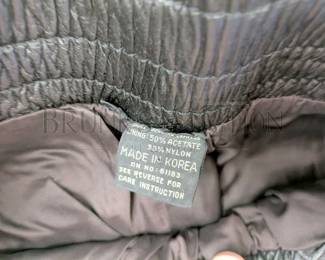 LINING: 50% ACETATE
50% NYLON
MADE IN KOREA
RN NO. 61183
SEE REVERSE FOR
CARE INSTRUCTION